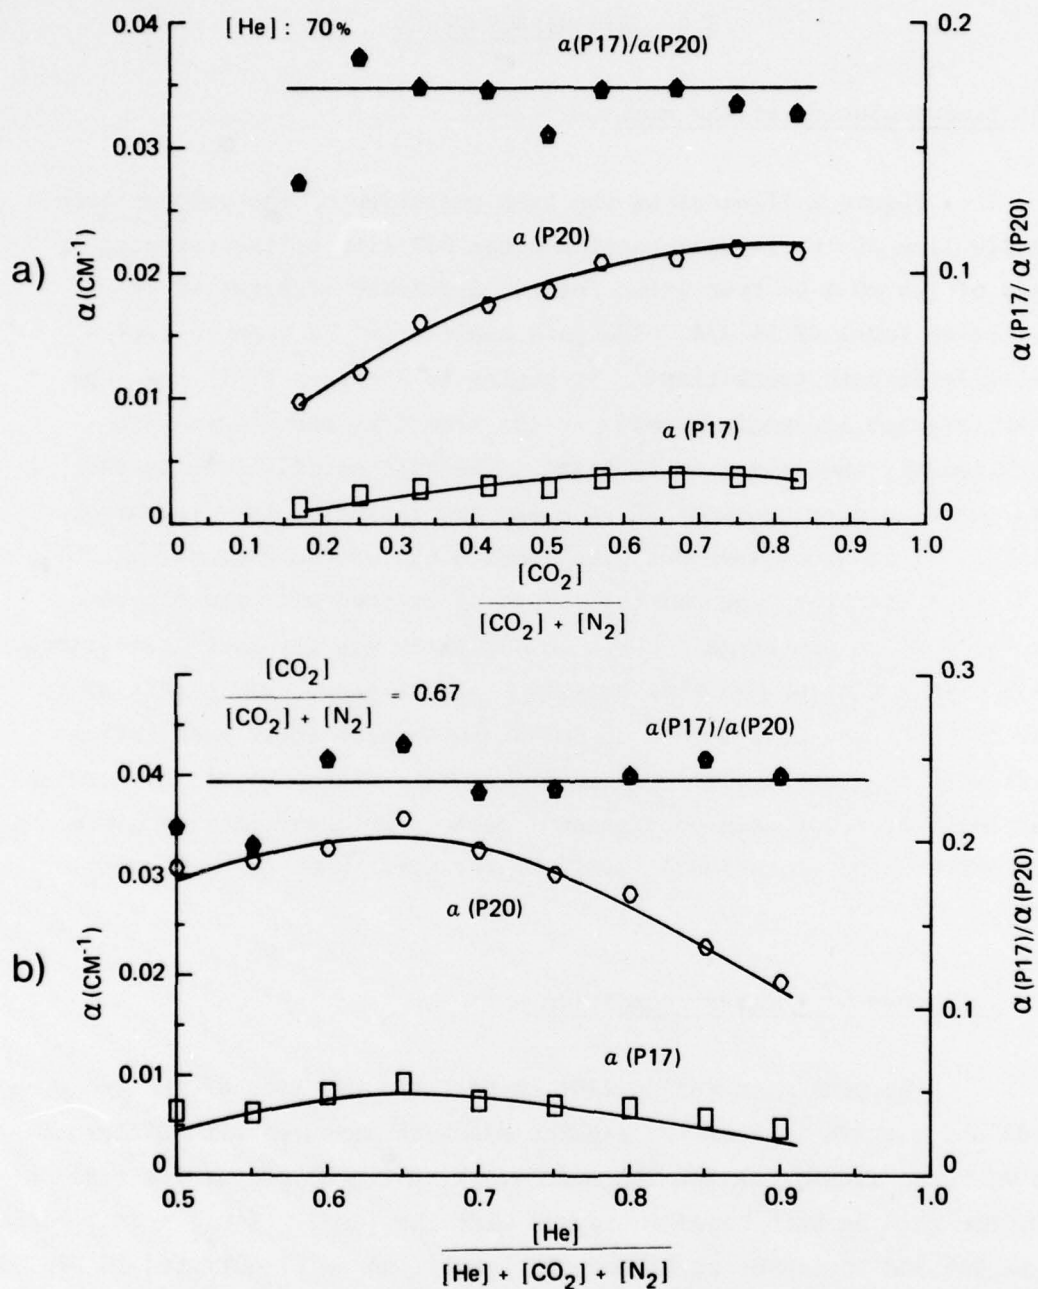 a)
[He] : 70%
α(P17)/α(P20)
α (P20)
α (P17)
α (CM⁻¹)
0.04
0.03
0.02
0.01
0
0.2
0.1
0
α(P17/α(P20)
0 0.1 0.2 0.3 0.4 0.5 0.6 0.7 0.8 0.9 1.0
[CO₂]
[CO₂] + [N₂]
b)
[CO₂]
[CO₂] + [N₂] = 0.67
α(P17)/α(P20)
α (P20)
α (P17)
α (CM⁻¹)
0.04
0.03
0.02
0.01
0
0.3
0.2
0.1
0
α(P17)/α(P20)
0.5 0.6 0.7 0.8 0.9 1.0
[He]
[He] + [CO₂] + [N₂]